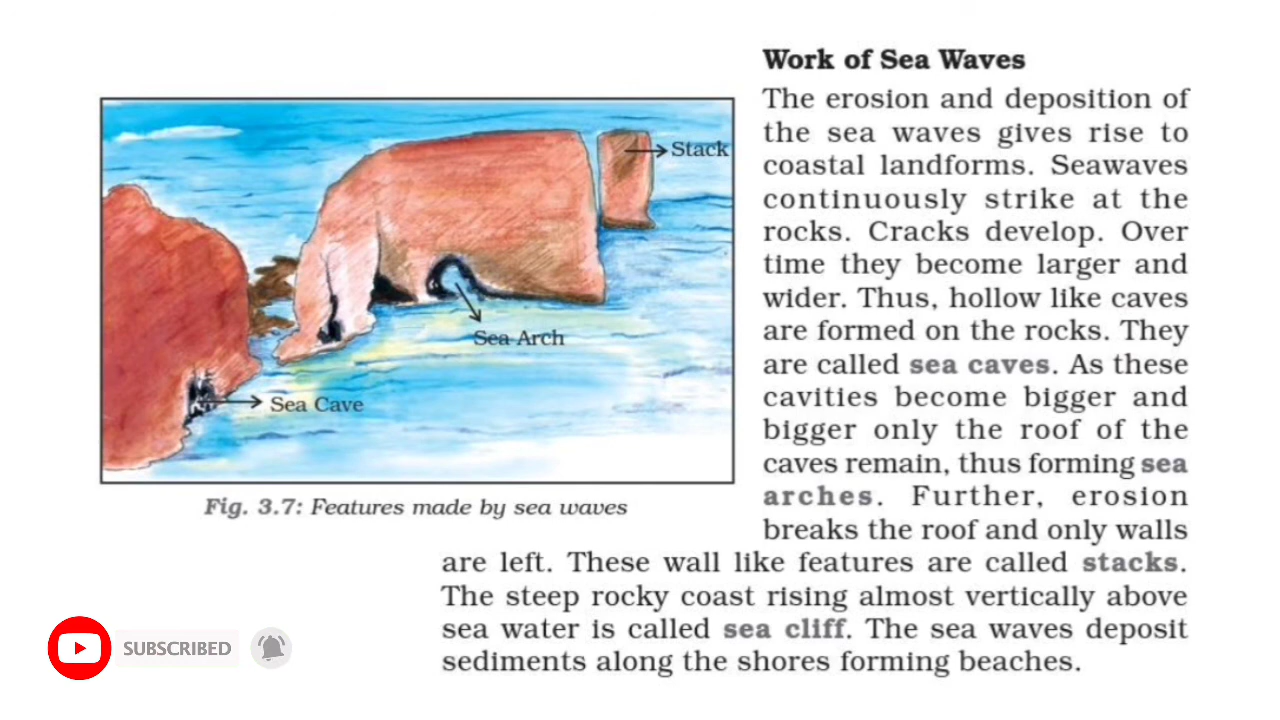 Work of Sea Waves
The erosion and deposition of
the sea waves gives rise to
coastal landforms. Seawaves
continuously strike at the
rocks. Cracks develop. Over
time they become larger and
wider. Thus, hollow like caves
are formed on the rocks. They
are called sea caves. As these
cavities become bigger and
bigger only the roof of the
caves remain, thus forming sea
arches. Further, erosion
breaks the roof and only walls
are left. These wall like features are called stacks.
The steep rocky coast rising almost vertically above
sea water is called sea cliff. The sea waves deposit
sediments along the shores forming beaches.
Stack
Sea Arch
Sea Cave
Fig. 3.7: Features made by sea waves
SUBSCRIBED